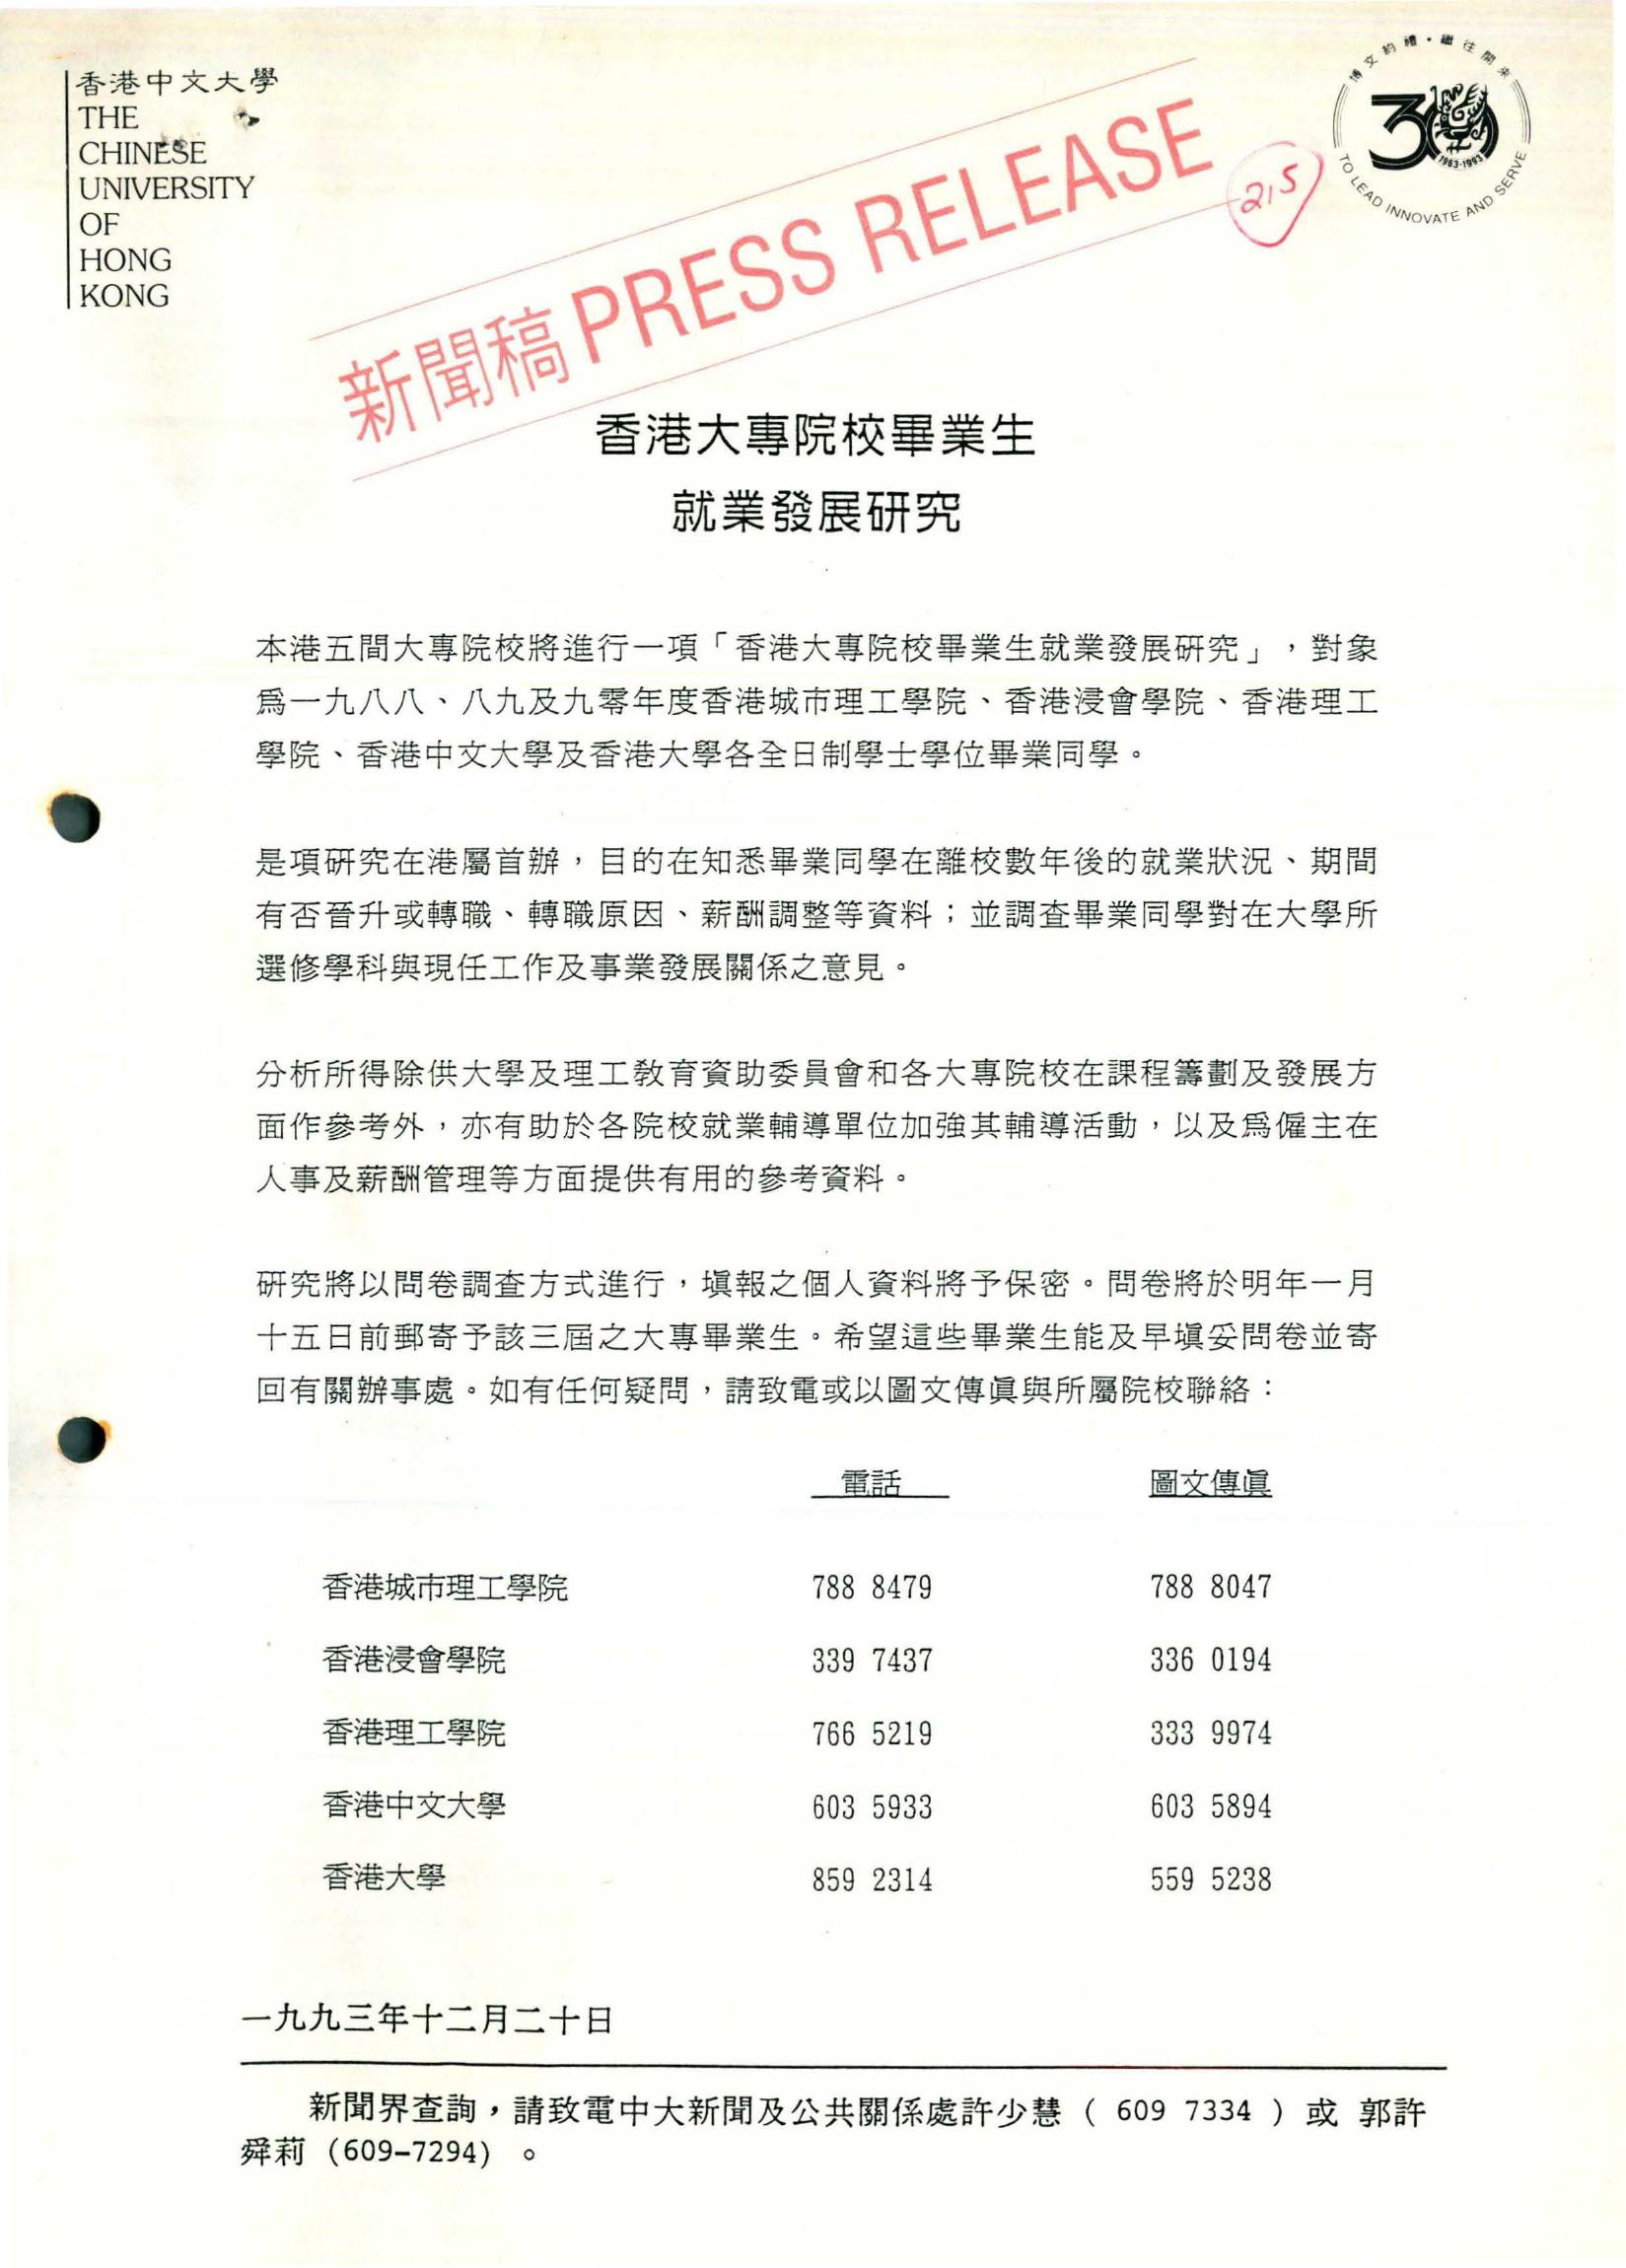 香港中文大學
THE
CHINESE
UNIVERSITY
OF
HONG
KONG
新聞稿 PRESS RELEASE
215
博文約禮·繼往開來
30
1963-1993
TO LEAD INNOVATE AND SERVE
香港大專院校畢業生
就業發展研究
本港五間大專院校將進行一項「香港大專院校畢業生就業發展研究」，對象
爲一九八八、八九及九零年度香港城市理工學院、香港浸會學院、香港理工
學院、香港中文大學及香港大學各全日制學士學位畢業同學。
是項研究在港屬首辦，目的在知悉畢業同學在離校數年後的就業狀況、期間
有否晉升或轉職、轉職原因、薪酬調整等資料；並調查畢業同學對在大學所
選修學科與現任工作及事業發展關係之意見。
分析所得除供大學及理工教育資助委員會和各大專院校在課程籌劃及發展方
面作參考外，亦有助於各院校就業輔導單位加強其輔導活動，以及爲僱主在
人事及薪酬管理等方面提供有用的參考資料。
研究將以問卷調查方式進行，塡報之個人資料將予保密。問卷將於明年一月
十五日前郵寄予該三屆之大專畢業生。希望這些畢業生能及早塡妥問卷並寄
回有關辦事處。如有任何疑問，請致電或以圖文傳眞與所屬院校聯絡：
電話 圖文傳眞
香港城市理工學院 788 8479 788 8047
香港浸會學院 339 7437 336 0194
香港理工學院 766 5219 333 9974
香港中文大學 603 5933 603 5894
香港大學 859 2314 559 5238
一九九三年十二月二十日
新聞界查詢，請致電中大新聞及公共關係處許少慧 ( 609 7334 ) 或 郭許
舜莉 (609-7294) 。